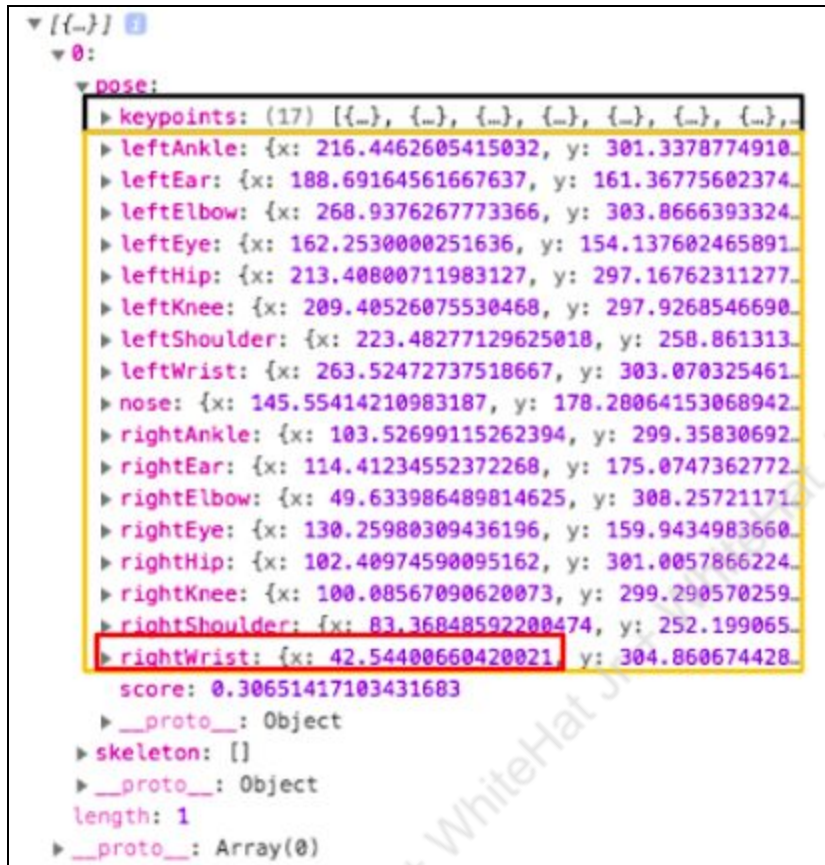 ▼ [{…}] i
▼ 0:
▼ pose:
▶ keypoints: (17) [{…}, {…}, {…}, {…}, {…}, {…}, {…},…
▶ leftAnkle: {x: 216.4462605415032, y: 301.3378774910…
▶ leftEar: {x: 188.69164561667637, y: 161.36775602374…
▶ leftElbow: {x: 268.9376267773366, y: 303.8666393324…
▶ leftEye: {x: 162.2530000251636, y: 154.137602465891…
▶ leftHip: {x: 213.40800711983127, y: 297.16762311277…
▶ leftKnee: {x: 209.40526075530468, y: 297.9268546690…
▶ leftShoulder: {x: 223.48277129625018, y: 258.861313…
▶ leftWrist: {x: 263.52472737518667, y: 303.070325461…
▶ nose: {x: 145.55414210983187, y: 178.28064153068942…
▶ rightAnkle: {x: 103.52699115262394, y: 299.35830692…
▶ rightEar: {x: 114.41234552372268, y: 175.0747362772…
▶ rightElbow: {x: 49.633986489814625, y: 308.25721171…
▶ rightEye: {x: 130.25980309436196, y: 159.9434983660…
▶ rightHip: {x: 102.40974590095162, y: 301.0057866224…
▶ rightKnee: {x: 100.08567090620073, y: 299.290570259…
▶ rightShoulder: {x: 83.36848592200474, y: 252.199065…
▶ rightWrist: {x: 42.54400660420021, y: 304.860674428…
score: 0.30651417103431683
▶ __proto__: Object
▶ skeleton: []
▶ __proto__: Object
length: 1
▶ __proto__: Array(0)
WhiteHat Jr
WhiteHat